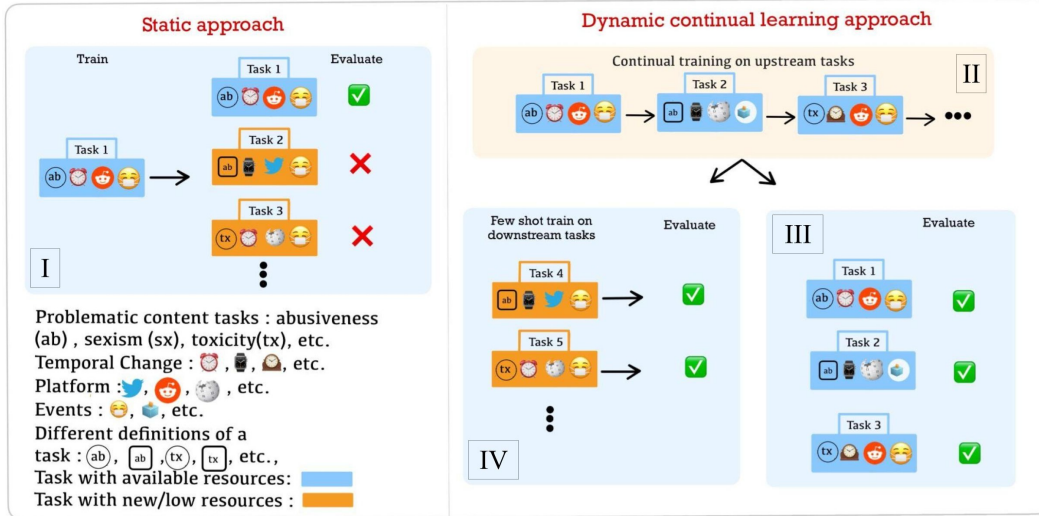 Static approach
Train
Evaluate
Task 1
ab
Task 1
ab
Task 2
ab
Task 3
tx
I
Problematic content tasks : abusiveness
(ab) , sexism (sx), toxicity(tx), etc.
Temporal Change : , , , etc.
Platform : , , , etc.
Events : , , etc.
Different definitions of a
task : ab, ab , tx , tx , etc.,
Task with available resources:
Task with new/low resources :
Dynamic continual learning approach
Continual training on upstream tasks
II
Task 1
ab
Task 2
ab
Task 3
tx
Few shot train on
downstream tasks
Evaluate
Task 4
ab
Task 5
tx
IV
III
Evaluate
Task 1
ab
Task 2
ab
Task 3
tx